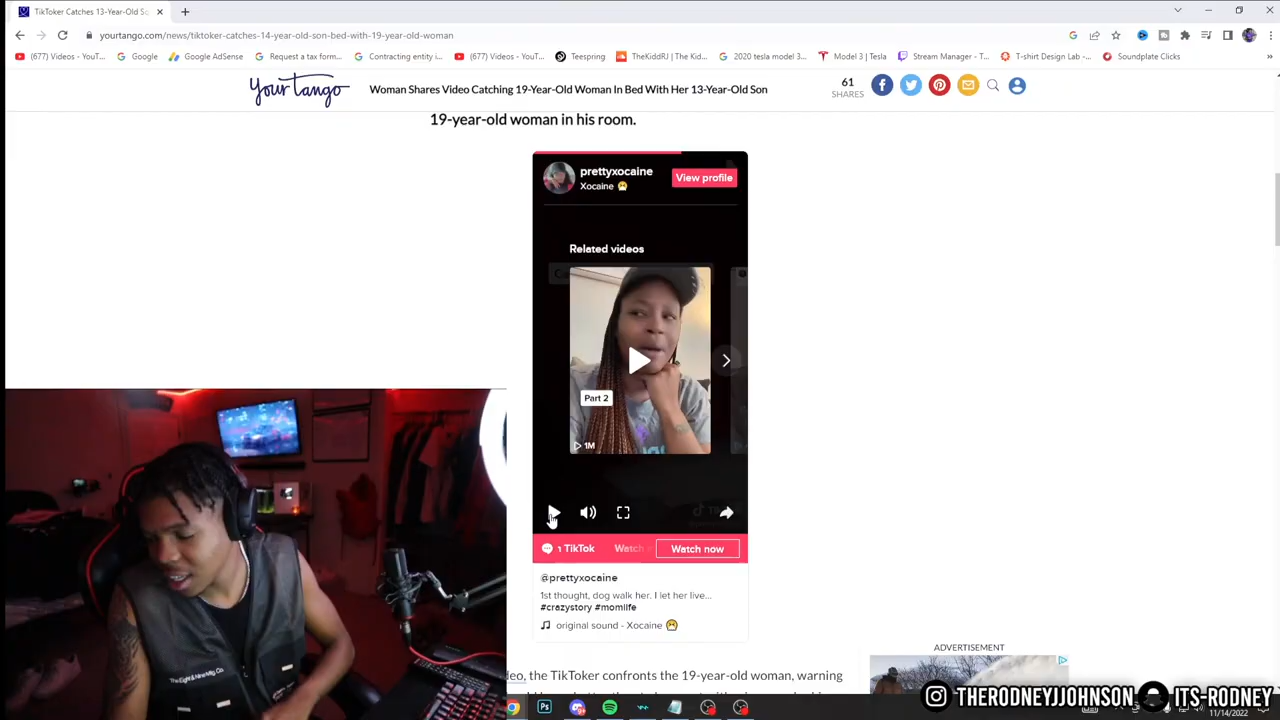 TikToker Catches 13-Year-Old So
yourtango.com/news/tiktoker-catches-14-year-old-son-bed-with-19-year-old-woman
(677) Videos - YouT...
Google
Google AdSense
Request a tax form...
Contracting entity i...
(677) Videos - YouT...
Teespring
TheKiddRJ | The Kid...
2020 tesla model 3...
Model 3 | Tesla
Stream Manager - T...
T-shirt Design Lab -...
Soundplate Clicks
YourTango
Woman Shares Video Catching 19-Year-Old Woman In Bed With Her 13-Year-Old Son
61
SHARES
19-year-old woman in his room.
prettyxocaine
Xocaine 😷
View profile
Related videos
Part 2
1M
n TikTok
Watch
Watch now
@prettyxocaine
1st thought, dog walk her. I let her live...
#crazystory #momlife
original sound - Xocaine 😷
deo, the TikToker confronts the 19-year-old woman, warning
ADVERTISEMENT
THERODNEYJJOHNSON
ITS-RODNEY
11/14/2022